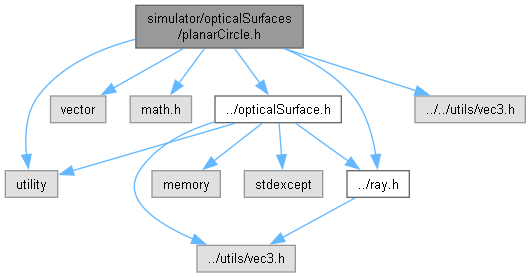 simulator/opticalSurfaces
/planarCircle.h
vector
math.h
../opticalSurface.h
../../utils/vec3.h
utility
memory
stdexcept
../ray.h
../utils/vec3.h